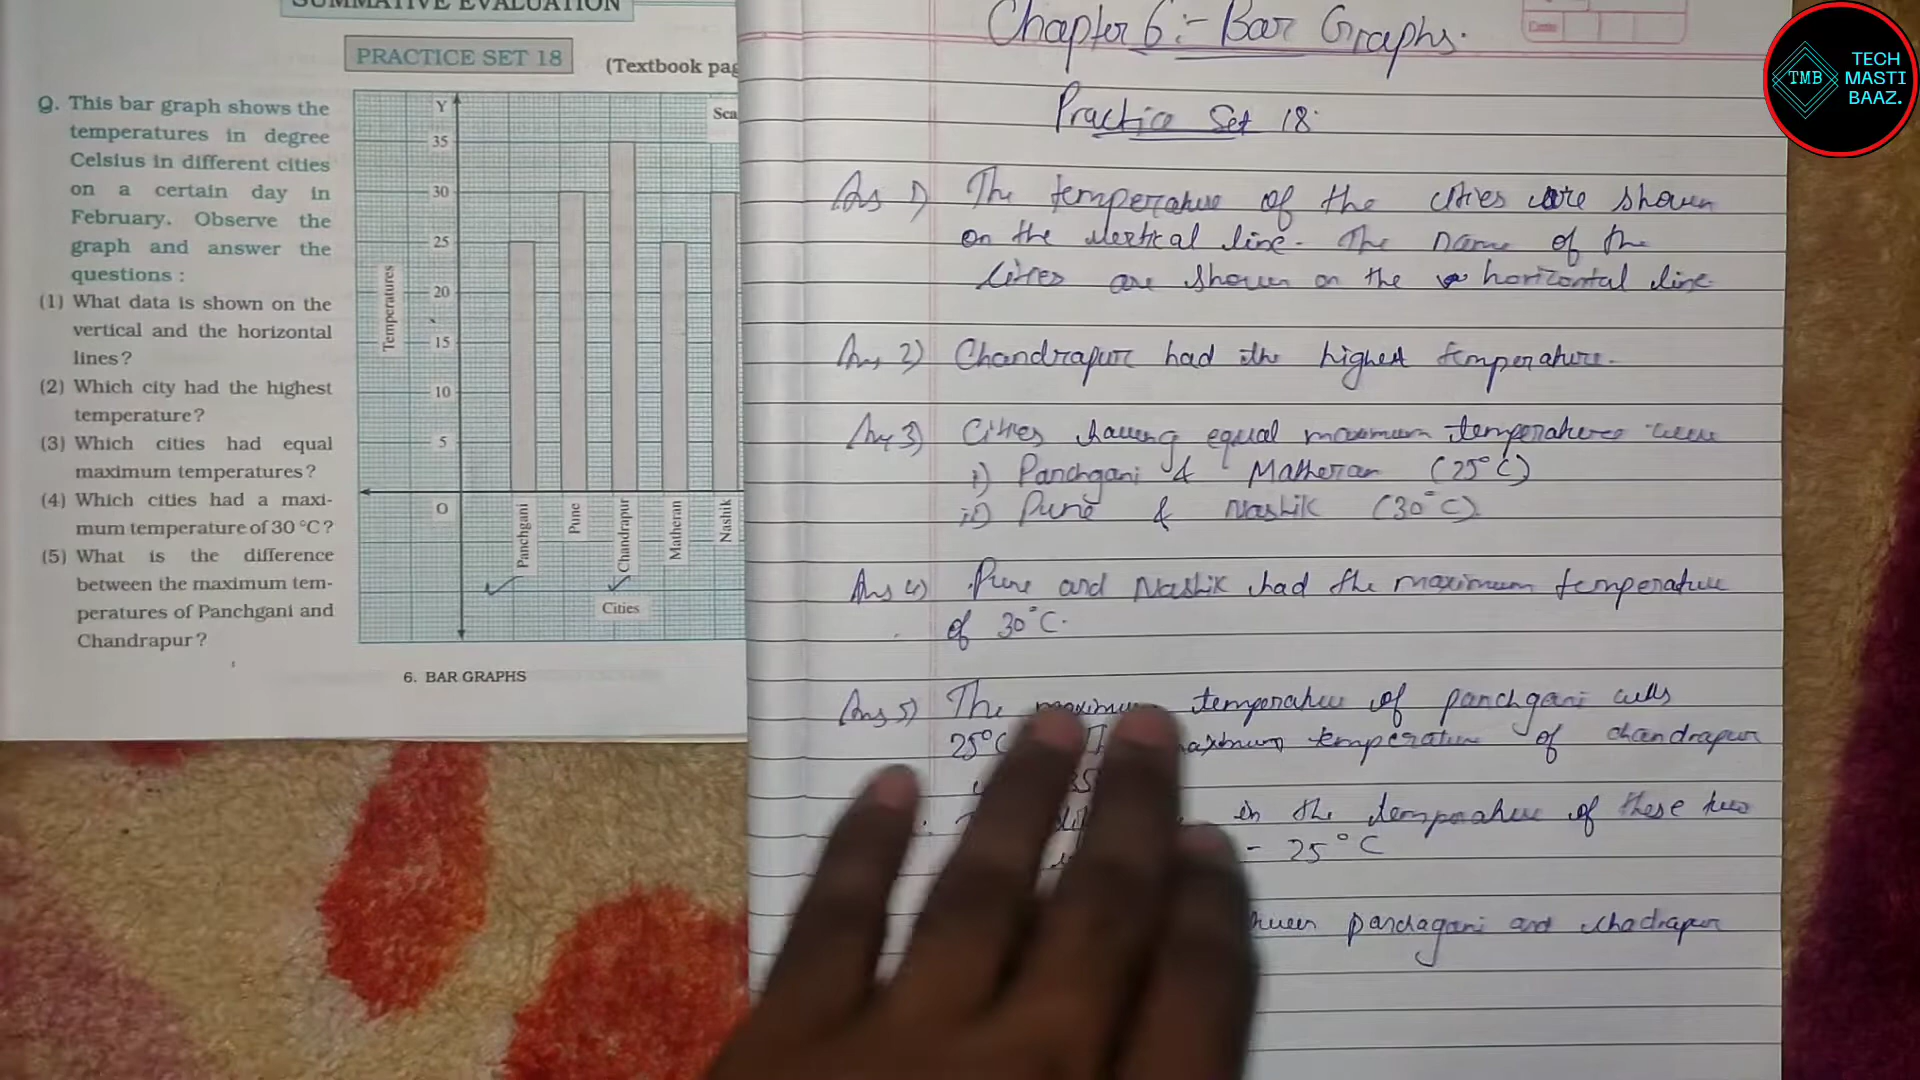 SUMMATIVE EVALUATION
PRACTICE SET 18
(Textbook pag
Q. This bar graph shows the
temperatures in degree
Celsius in different cities
on a certain day in
February. Observe the
graph and answer the
questions :
(1) What data is shown on the
vertical and the horizontal
lines?
(2) Which city had the highest
temperature?
(3) Which cities had equal
maximum temperatures?
(4) Which cities had a maxi-
mum temperature of 30 °C?
(5) What is the difference
between the maximum tem-
peratures of Panchgani and
Chandrapur?
Y
Sca
35
30
25
20
15
10
5
O
Temperatures
Panchgani
Pune
Chandrapur
Matheran
Nashik
Cities
6. BAR GRAPHS
Chapter 6:- Bar Graphs.
Practice Set 18.
Ans 1) The temperature of the cities are shown
on the vertical line. The name of the
cities are shown on the horizontal line
Ans 2) Chandrapur had the highest temperature.
Ans 3) Cities having equal maximum temperatures were
i) Panchgani & Matheran (25°C)
ii) Pune & Nashik (30°C)
Ans 4) Pune and Nashik had the maximum temperature
of 30°C.
Ans 5) The maximum temperature of panchgani was
25°C maximum temperature of chandrapur
35
in the temperature of these two
- 25°C
pandagani and chadrapur
TMB
TECH
MASTI
BAAZ.